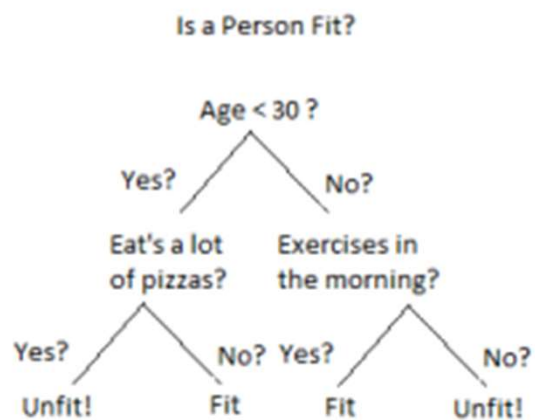 Is a Person Fit?
Age < 30 ?
Yes?
No?
Eat's a lot
of pizzas?
Exercises in
the morning?
Yes?
No?
Yes?
No?
Unfit!
Fit
Fit
Unfit!